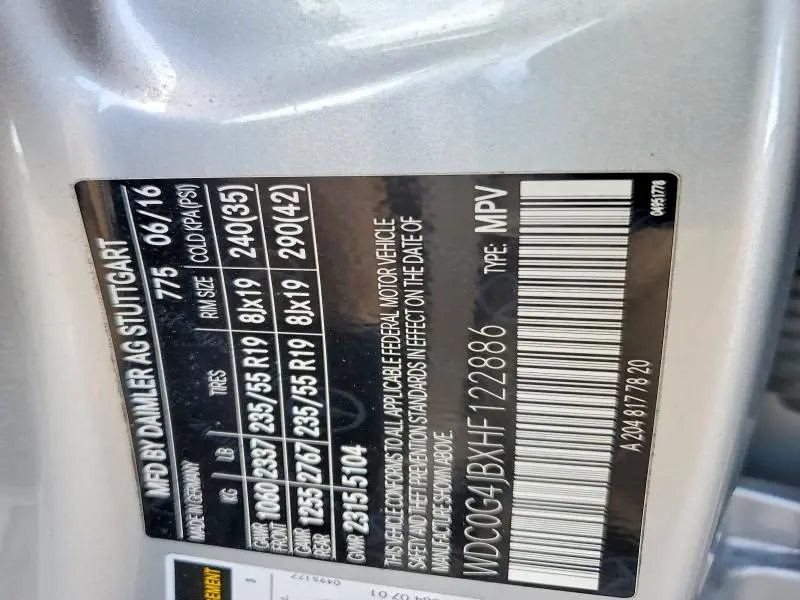 MFD BY DAIMLER AG STUTTGART
MADE IN GERMANY 775 06/16
KG LB TIRES RIM SIZE COLD KPA(PSI)
GAWR FRONT 1060 2337 235/55 R19 8Jx19 240(35)
GAWR REAR 1255 2767 235/55 R19 8Jx19 290(42)
GVWR 2315 5104
THIS VEHICLE CONFORMS TO ALL APPLICABLE FEDERAL MOTOR VEHICLE
SAFETY AND THEFT PREVENTION STANDARDS IN EFFECT ON THE DATE OF
MANUFACTURE SHOWN ABOVE.
WDC0G4JBXHF122886 TYPE: MPV
A 204 817 78 20
04951778